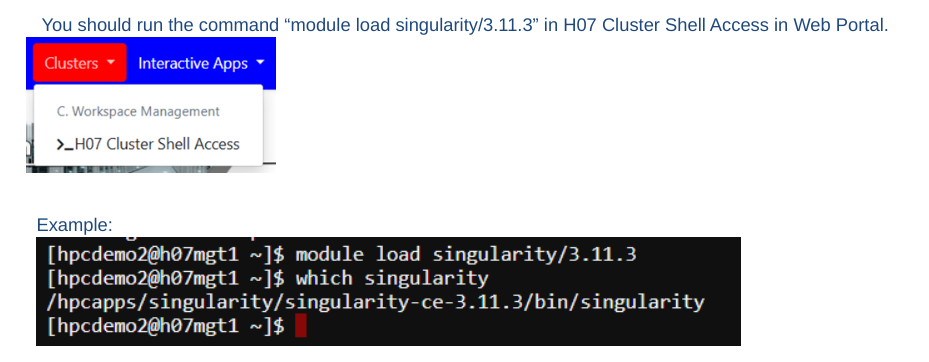 You should run the command “module load singularity/3.11.3” in H07 Cluster Shell Access in Web Portal.
Clusters Interactive Apps
C. Workspace Management
>_H07 Cluster Shell Access
Example:
[hpcdemo2@h07mgt1 ~]$ module load singularity/3.11.3
[hpcdemo2@h07mgt1 ~]$ which singularity
/hpcapps/singularity/singularity-ce-3.11.3/bin/singularity
[hpcdemo2@h07mgt1 ~]$